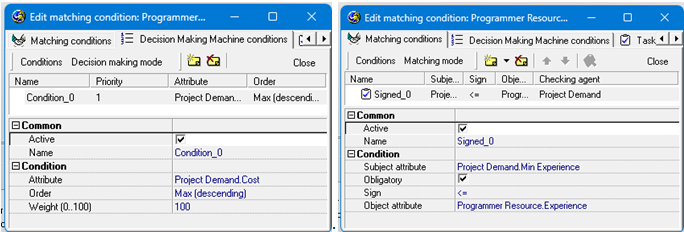 Edit matching condition: Programmer...
Matching conditions Decision Making Machine conditions
Conditions Decision making mode Close
Name Priority Attribute Order
Condition_0 1 Project Deman... Max (descendi...
Common
Active
Name Condition_0
Condition
Attribute Project Demand.Cost
Order Max (descending)
Weight (0..100) 100
Edit matching condition: Programmer Resource...
Matching conditions Decision Making Machine conditions Task
Conditions Matching mode Close
Name Subje... Sign Obje... Checking agent
Signed_0 Proje... <= Progr... Project Demand
Common
Active
Name Signed_0
Condition
Subject attribute Project Demand.Min Experience
Obligatory
Sign <=
Object attribute Programmer Resource.Experience